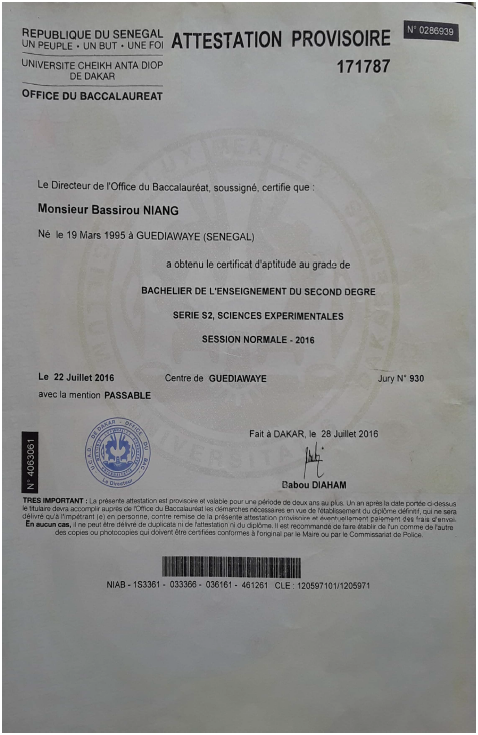 REPUBLIQUE DU SENEGAL
UN PEUPLE • UN BUT • UNE FOI
UNIVERSITE CHEIKH ANTA DIOP
DE DAKAR
OFFICE DU BACCALAUREAT
ATTESTATION PROVISOIRE
171787
N° 0286939
Le Directeur de l'Office du Baccalauréat, soussigné, certifie que :
Monsieur Bassirou NIANG
Né le 19 Mars 1995 à GUEDIAWAYE (SENEGAL)
a obtenu le certificat d'aptitude au grade de
BACHELIER DE L'ENSEIGNEMENT DU SECOND DEGRE
SERIE S2, SCIENCES EXPERIMENTALES
SESSION NORMALE - 2016
Le 22 Juillet 2016 Centre de GUEDIAWAYE Jury N° 930
avec la mention PASSABLE
Fait à DAKAR, le 28 Juillet 2016
Le Directeur
Babou DIAHAM
N° 4063061
TRES IMPORTANT : La présente attestation est provisoire et valable pour une période de deux ans au plus. Un an après la date portée ci-dessus
le titulaire devra accomplir auprès de l'Office du Baccalauréat les démarches nécessaires en vue de l'établissement du diplôme définitif, qui ne sera
délivré qu'à l'impétrant (e) en personne, contre remise de la présente attestation provisoire et éventuellement paiement des frais d'envoi.
En aucun cas, il ne peut être délivré de duplicata ni de l'attestation ni du diplôme. Il est recommandé de faire établir de l'un comme de l'autre
des copies ou photocopies qui doivent être certifiées conformes à l'original par le Maire ou par le Commissariat de Police.
NIAB - 1S3361 - 033366 - 036161 - 461261 CLE : 120597101/1205971